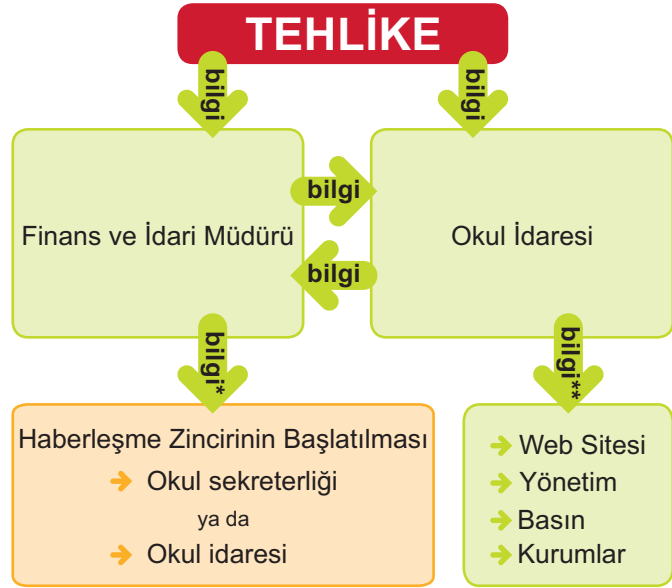 TEHLİKE
bilgi
bilgi
Finans ve İdari Müdürü
bilgi
bilgi
Okul İdaresi
bilgi*
bilgi**
Haberleşme Zincirinin Başlatılması
Okul sekreterliği
ya da
Okul idaresi
Web Sitesi
Yönetim
Basın
Kurumlar